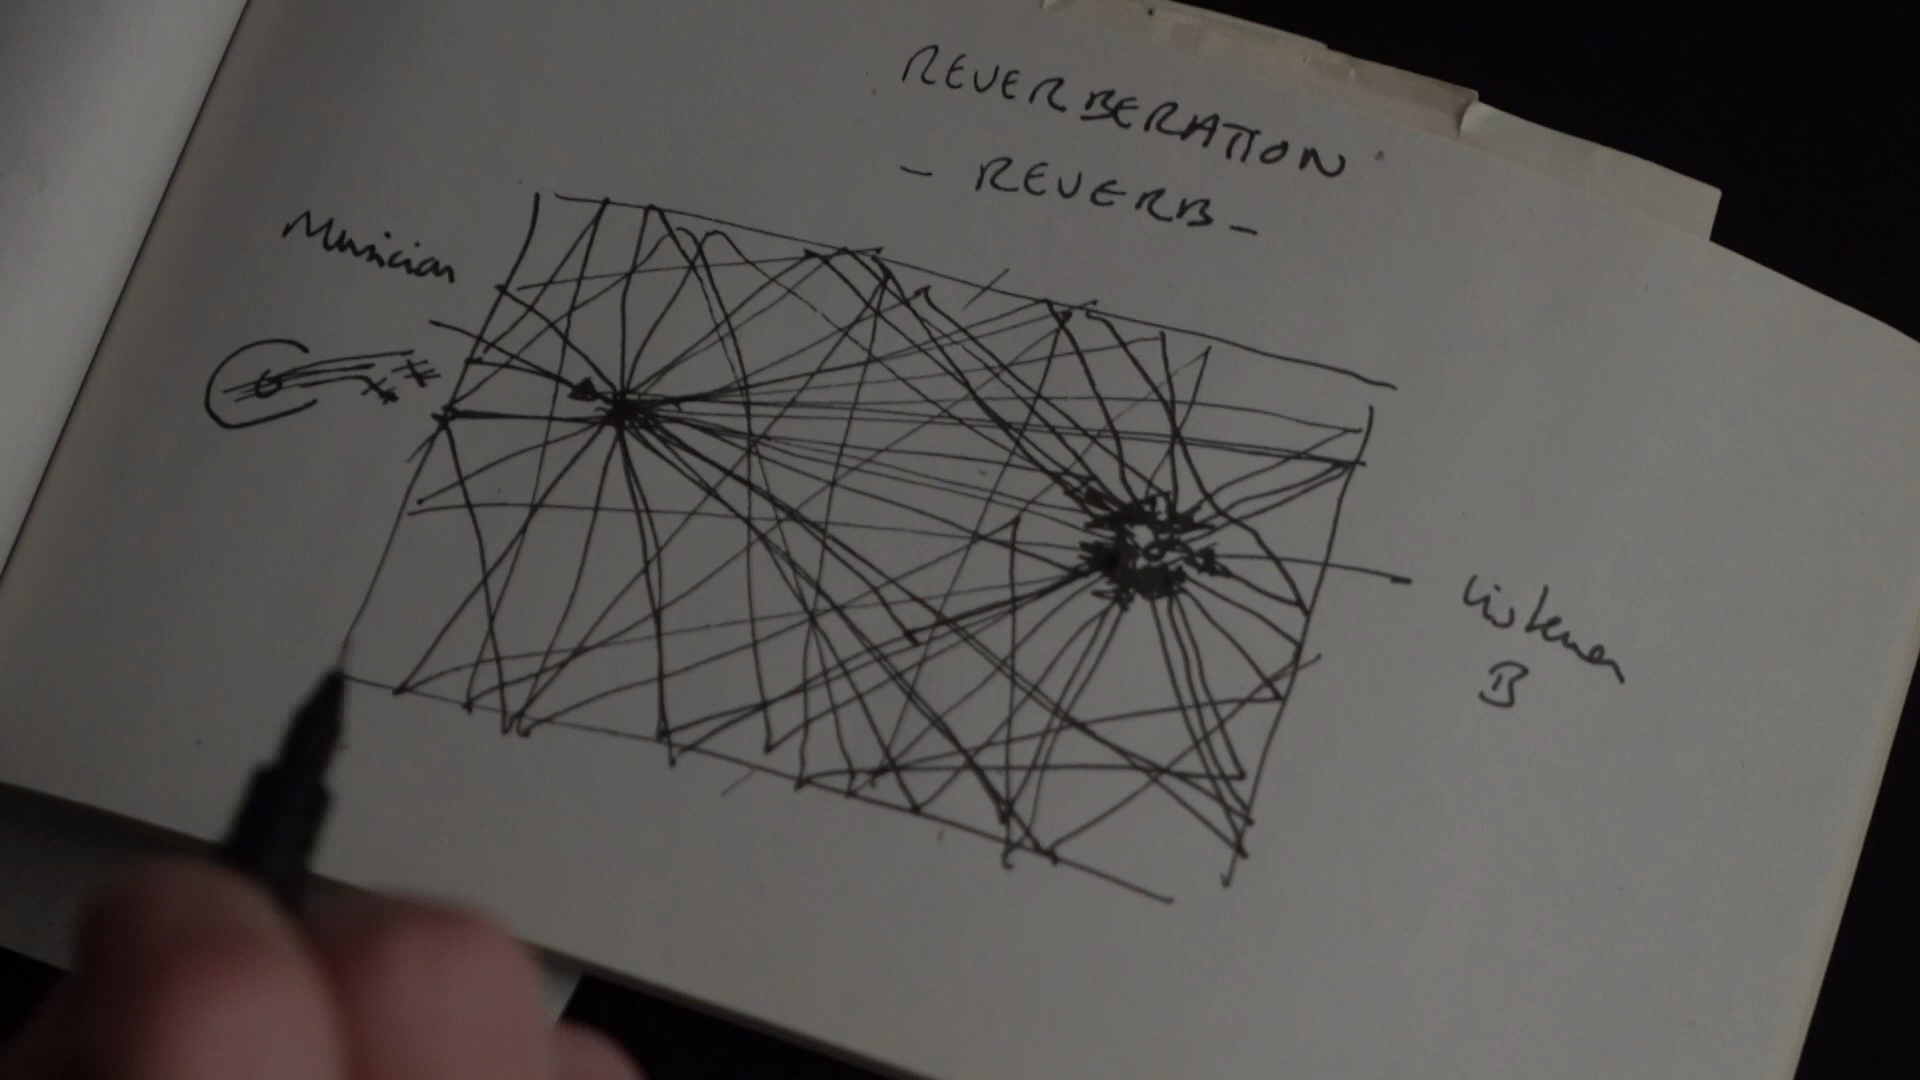 REVERBERATION
- REVERB -
Musician
Listener
B